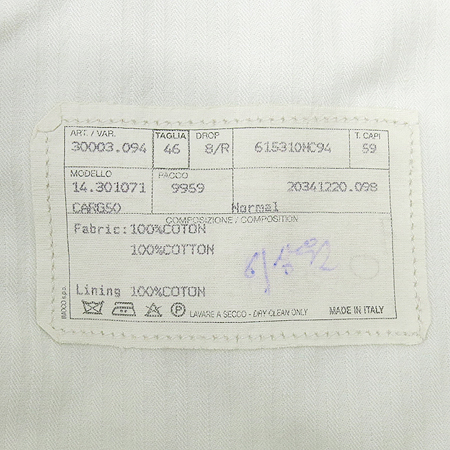 ART. / VAR. TAGLIA DROP T. CAPI
30003.094 46 8/R 615310MC94 59
MODELLO PACCO
14.301071 9959 20341220.098
CARGSO Normal
COMPOSIZIONE / COMPOSITION
Fabric: 100%COTON
100%COTTON
Lining 100%COTON
LAVARE A SECCO - DRY CLEAN ONLY MADE IN ITALY